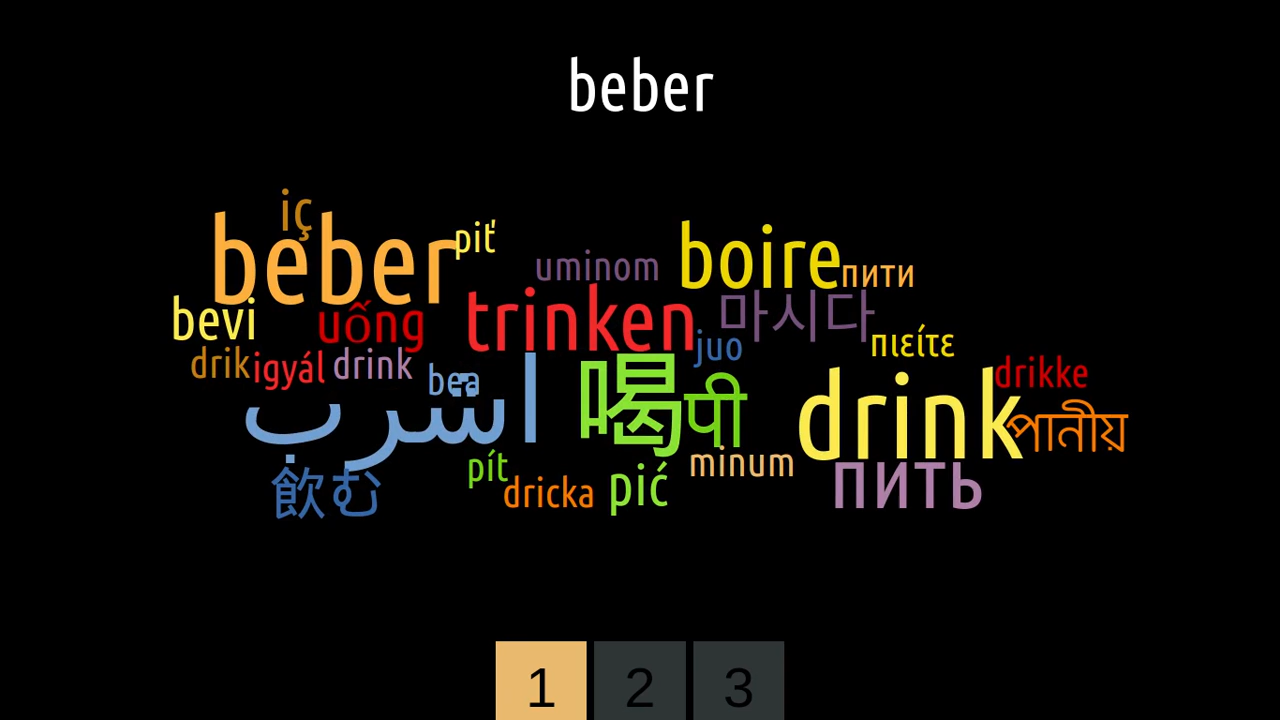 beber
iç
beber
piť
uminom
boire
пити
bevi
uống
trinken
마시다
juo
πιείτε
drik
igyál
drink
اشرب
喝
पी
drink
drikke
পানীয়
飲む
pít
dricka
pić
minum
пить
1 2 3